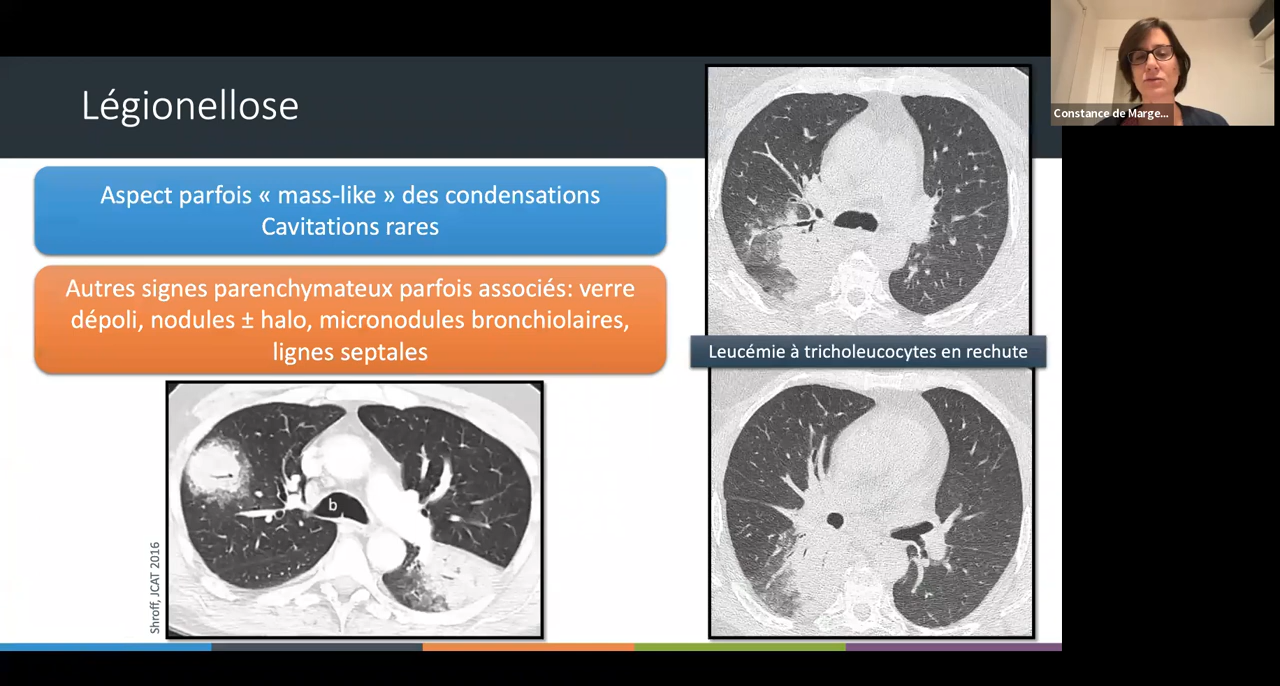 Légionellose
Constance de Marge...
Aspect parfois « mass-like » des condensations
Cavitations rares
Autres signes parenchymateux parfois associés: verre
dépoli, nodules ± halo, micronodules bronchiolaires,
lignes septales
Leucémie à tricholeucocytes en rechute
b
Shroff, JCAT 2016